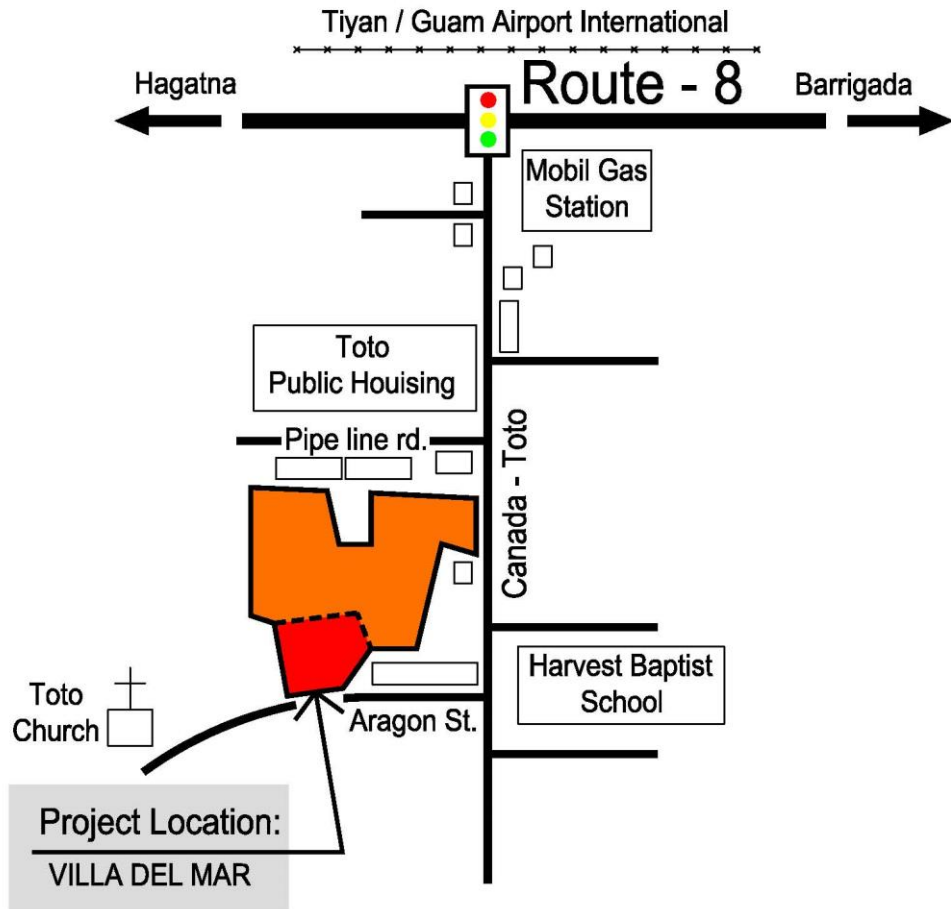 Tiyan / Guam Airport International
Hagatna
Route - 8
Barrigada
Mobil Gas
Station
Toto
Public Houising
Pipe line rd.
Canada - Toto
Harvest Baptist
School
Toto
Church
Aragon St.
Project Location:
VILLA DEL MAR